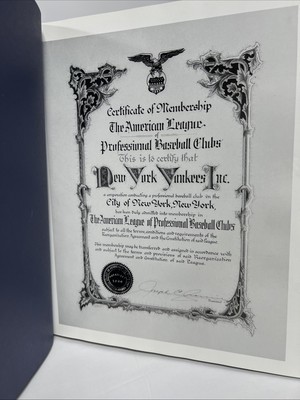 Certificate of Membership
The American League
of
Professional Baseball Clubs
This is to certify that
New York Yankees Inc.
a corporation controlling a professional baseball club in the
City of New York, New York,
has been duly admitted into membership in
The American League of Professional Baseball Clubs
subject to all the terms, conditions and requirements of the
Reorganization Agreement and the Constitution of said League.
This membership may be transferred and assigned in accordance with
and subject to the terms and provisions of said Reorganization
Agreement and Constitution, of said League.